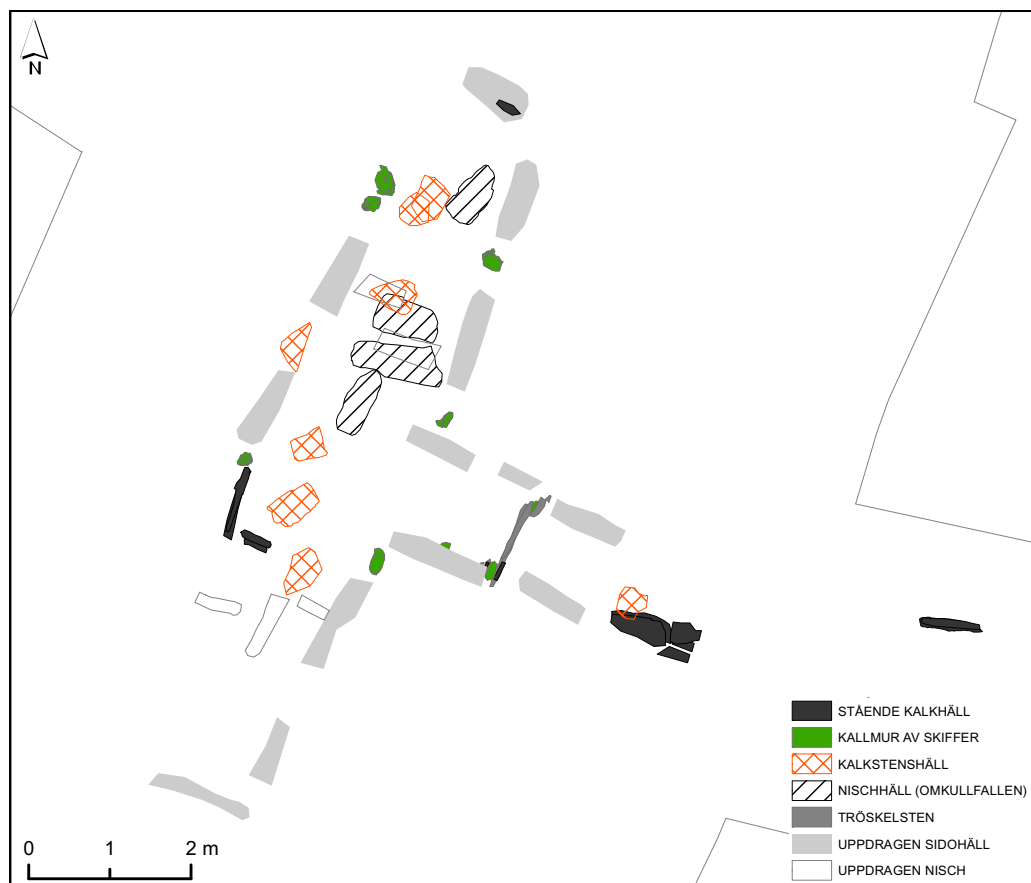 N
STÅENDE KALKHÄLL
KALLMUR AV SKIFFER
KALKSTENSHÄLL
NISCHHÄLL (OMKULLFALLEN)
TRÖSKELSTEN
UPPDRAGEN SIDOHÄLL
UPPDRAGEN NISCH
0 1 2 m